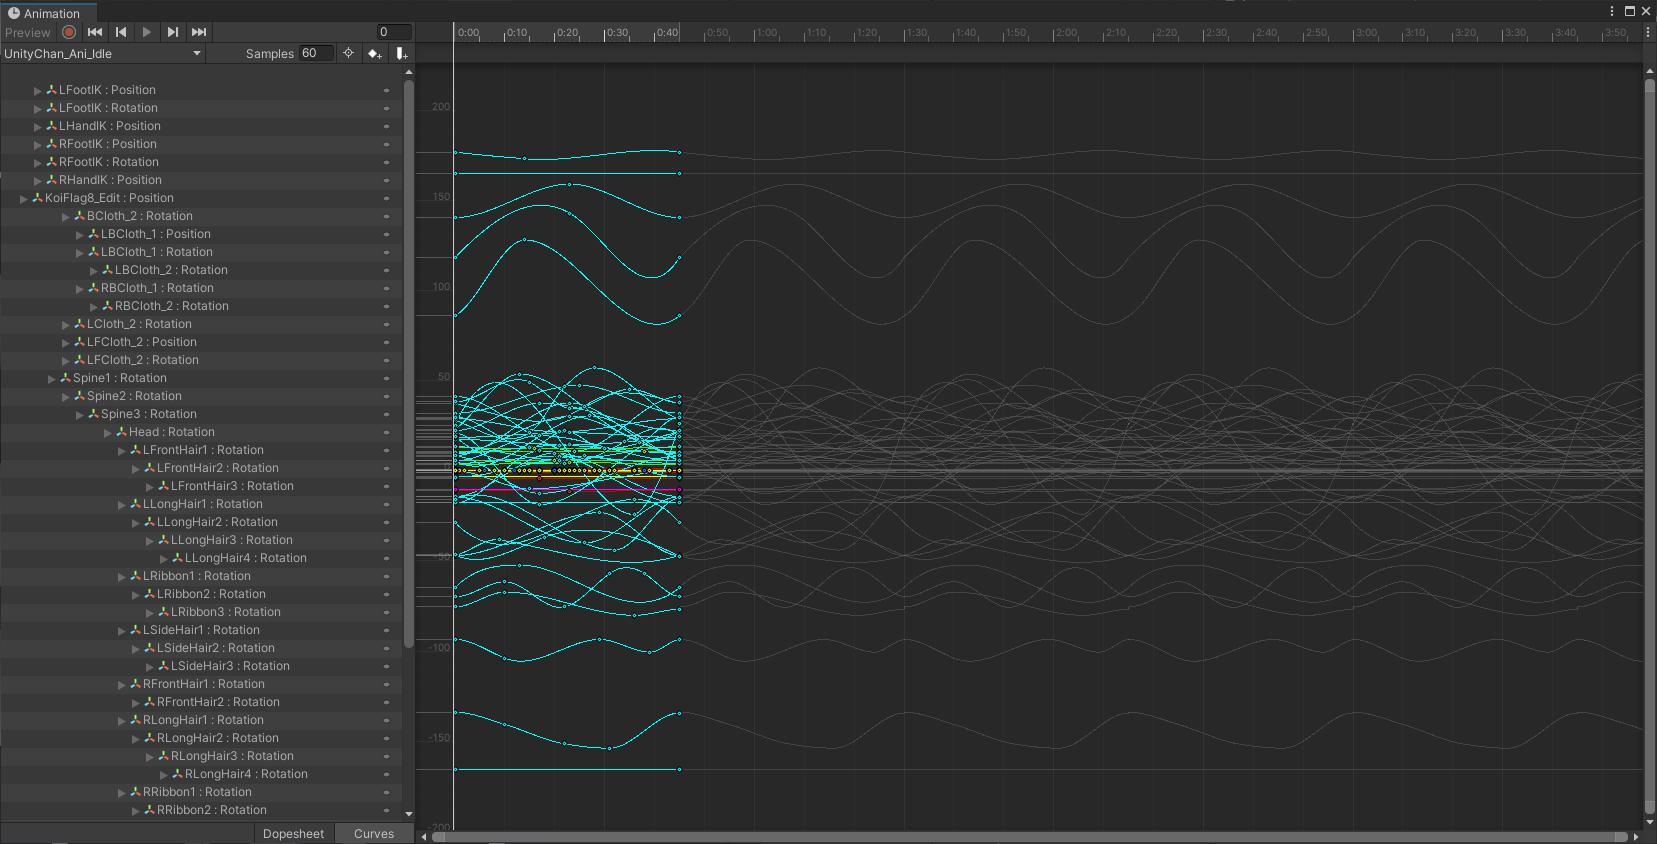 Animation
Preview 0 0:00 0:10 0:20 0:30 0:40 0:50 1:00 1:10 1:20 1:30 1:40 1:50 2:00 2:10 2:20 2:30 2:40 2:50 3:00 3:10 3:20 3:30 3:40 3:50
UnityChan_Ani_Idle Samples 60
LFootIK : Position
LFootIK : Rotation
LHandIK : Position
RFootIK : Position
RFootIK : Rotation
RHandIK : Position
KoiFlag8_Edit : Position
BCloth_2 : Rotation
LBCloth_1 : Position
LBCloth_1 : Rotation
LBCloth_2 : Rotation
RBCloth_1 : Rotation
RBCloth_2 : Rotation
LCloth_2 : Rotation
LFCloth_2 : Position
LFCloth_2 : Rotation
Spine1 : Rotation
Spine2 : Rotation
Spine3 : Rotation
Head : Rotation
LFrontHair1 : Rotation
LFrontHair2 : Rotation
LFrontHair3 : Rotation
LLongHair1 : Rotation
LLongHair2 : Rotation
LLongHair3 : Rotation
LLongHair4 : Rotation
LRibbon1 : Rotation
LRibbon2 : Rotation
LRibbon3 : Rotation
LSideHair1 : Rotation
LSideHair2 : Rotation
LSideHair3 : Rotation
RFrontHair1 : Rotation
RFrontHair2 : Rotation
RLongHair1 : Rotation
RLongHair2 : Rotation
RLongHair3 : Rotation
RLongHair4 : Rotation
RRibbon1 : Rotation
RRibbon2 : Rotation
Dopesheet Curves
200
150
100
50
-50
-100
-150
-200